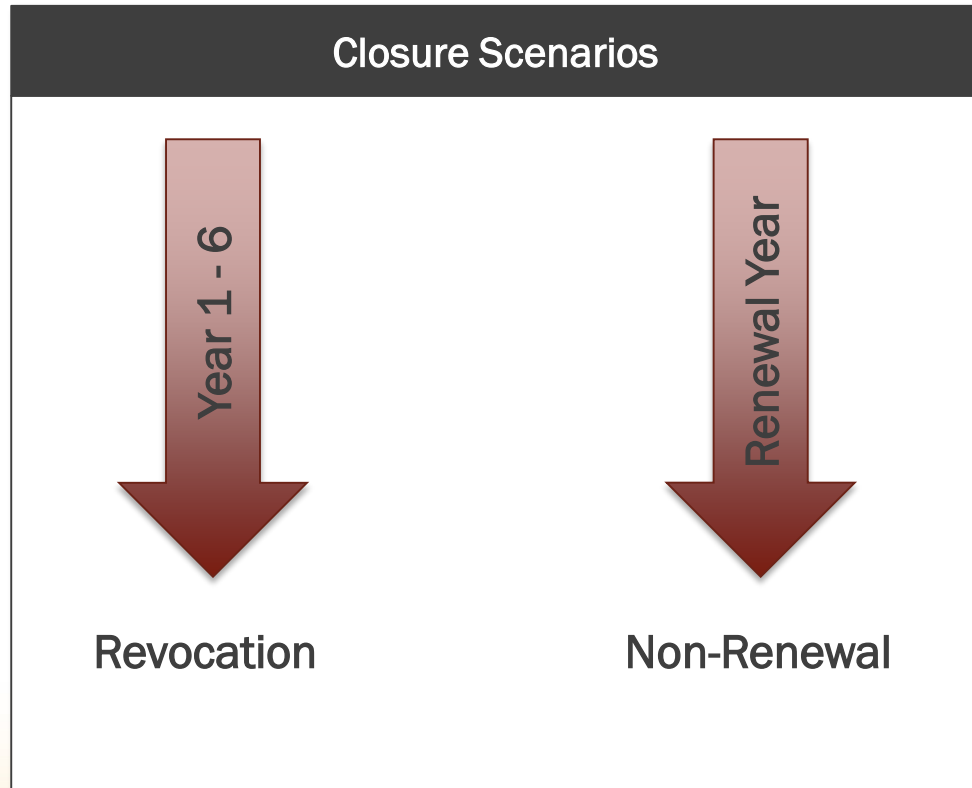 Closure Scenarios
Year 1 - 6
Renewal Year
Revocation
Non-Renewal